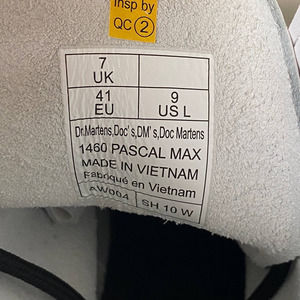 Insp by
QC 2
7
UK
41
EU
9
US L
Dr.Martens,Doc's,DM's,Doc Martens
1460 PASCAL MAX
MADE IN VIETNAM
Fabriqué en Vietnam
AW004 SH 10 W